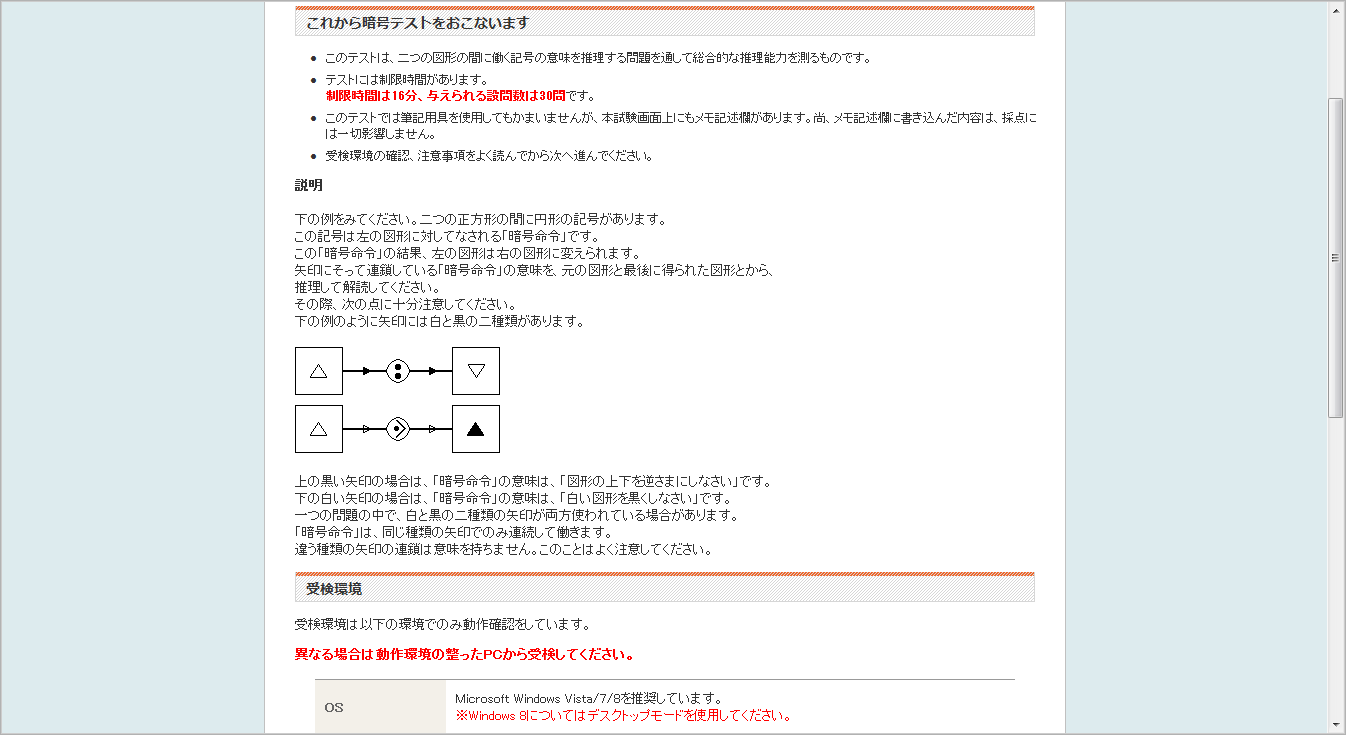 これから暗号テストをおこないます
このテストは、二つの図形の間に働く記号の意味を推理する問題を通して総合的な推理能力を測るものです。
テストには制限時間があります。
制限時間は16分、与えられる設問数は30問です。
このテストでは筆記用具を使用してもかまいませんが、本試験画面上にもメモ記述欄があります。尚、メモ記述欄に書き込んだ内容は、採点に
は一切影響しません。
受検環境の確認、注意事項をよく読んでから次へ進んでください。
説明
下の例をみてください。二つの正方形の間に円形の記号があります。
この記号は左の図形に対してなされる「暗号命令」です。
この「暗号命令」の結果、左の図形は右の図形に変えられます。
矢印にそって連鎖している「暗号命令」の意味を、元の図形と最後に得られた図形とから、
推理して解読してください。
その際、次の点に十分注意してください。
下の例のように矢印には白と黒の二種類があります。
上の黒い矢印の場合は、「暗号命令」の意味は、「図形の上下を逆さまにしなさい」です。
下の白い矢印の場合は、「暗号命令」の意味は、「白い図形を黒くしなさい」です。
一つの問題の中で、白と黒の二種類の矢印が両方使われている場合があります。
「暗号命令」は、同じ種類の矢印でのみ連続して働きます。
違う種類の矢印の連鎖は意味を持ちません。このことはよく注意してください。
受検環境
受検環境は以下の環境でのみ動作確認をしています。
異なる場合は動作環境の整ったPCから受検してください。
OS
Microsoft Windows Vista/7/8を推奨しています。
※Windows 8についてはデスクトップモードを使用してください。